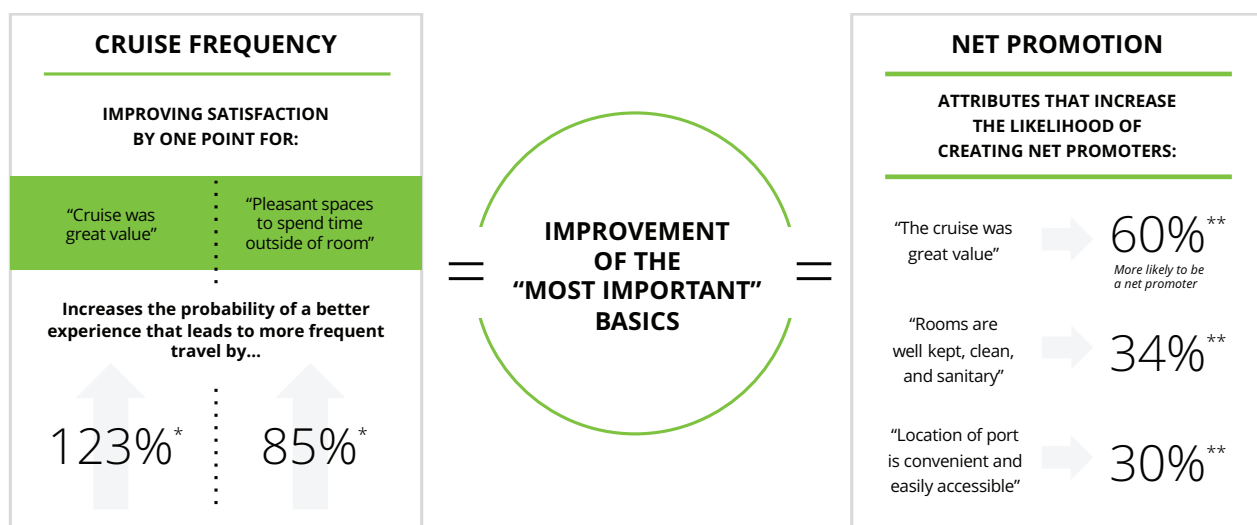 CRUISE FREQUENCY
IMPROVING SATISFACTION
BY ONE POINT FOR:
“Cruise was
great value”
“Pleasant spaces
to spend time
outside of room”
Increases the probability of a better
experience that leads to more frequent
travel by...
123%*
85%*
=
IMPROVEMENT
OF THE
“MOST IMPORTANT”
BASICS
=
NET PROMOTION
ATTRIBUTES THAT INCREASE
THE LIKELIHOOD OF
CREATING NET PROMOTERS:
“The cruise was
great value”
60%**
More likely to be
a net promoter
“Rooms are
well kept, clean,
and sanitary”
34%**
“Location of port
is convenient and
easily accessible”
30%**